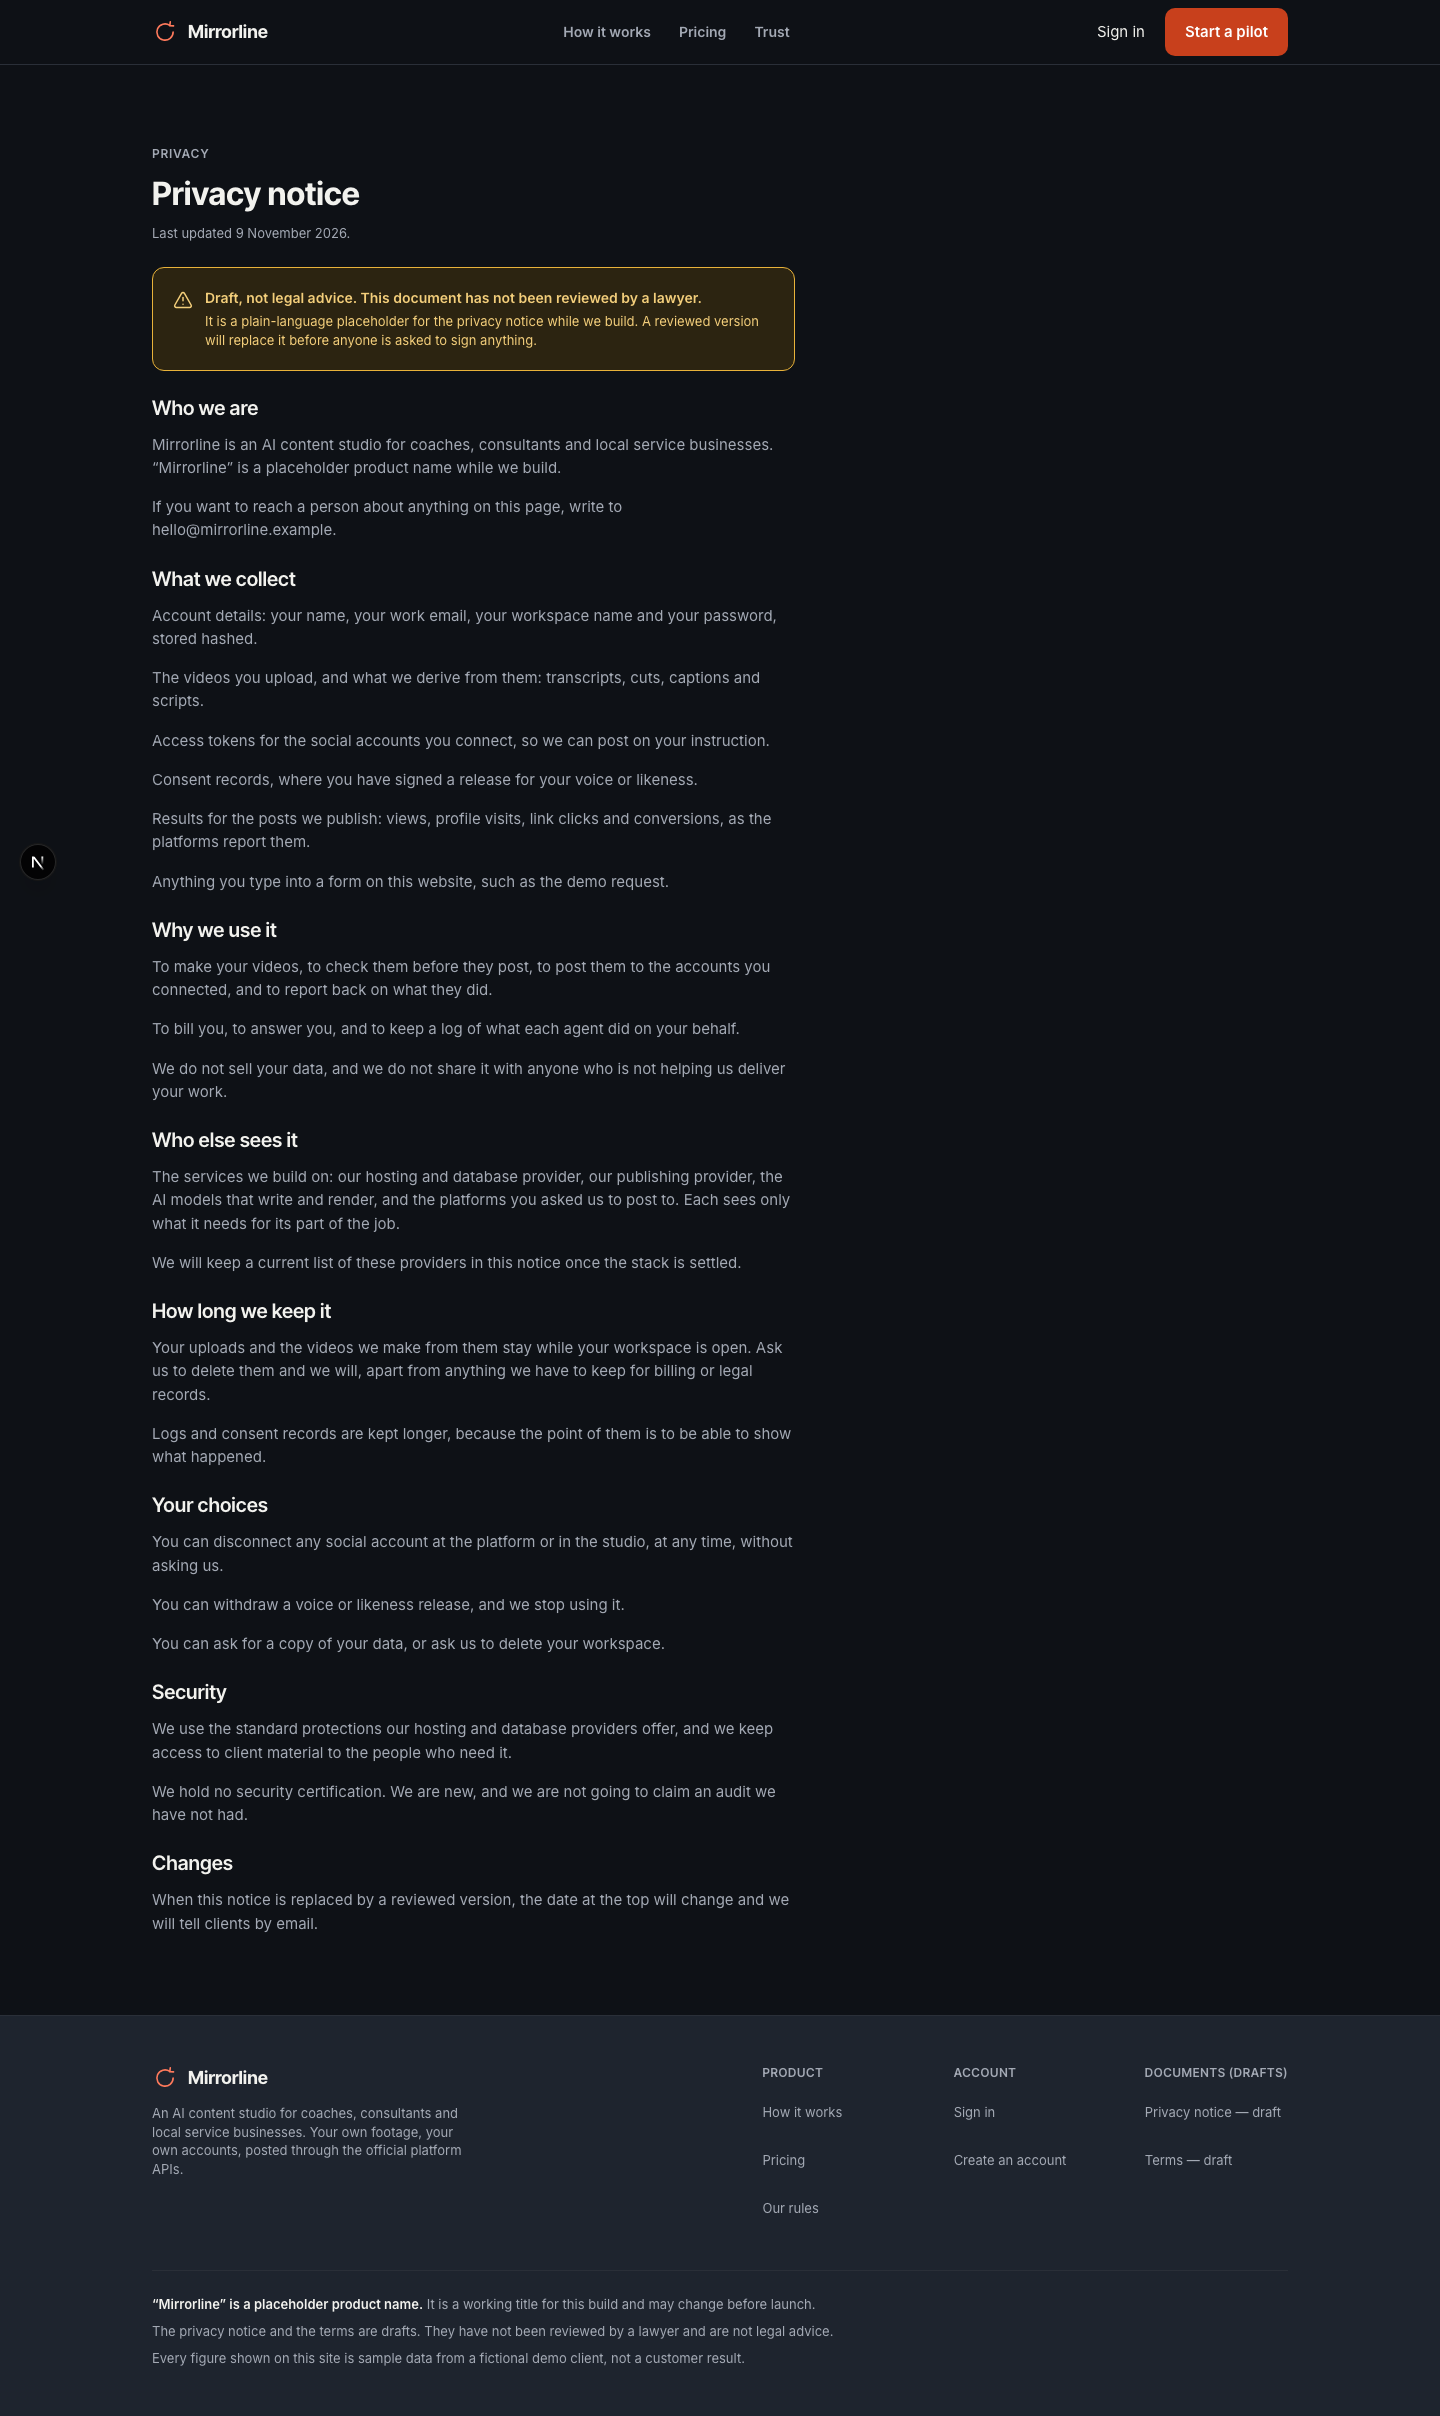 Mirrorline
How it works
Pricing
Trust
Sign in
Start a pilot
PRIVACY
Privacy notice
Last updated 9 November 2026.
Draft, not legal advice. This document has not been reviewed by a lawyer.
It is a plain-language placeholder for the privacy notice while we build. A reviewed version
will replace it before anyone is asked to sign anything.
Who we are
Mirrorline is an AI content studio for coaches, consultants and local service businesses.
“Mirrorline” is a placeholder product name while we build.
If you want to reach a person about anything on this page, write to
hello@mirrorline.example.
What we collect
Account details: your name, your work email, your workspace name and your password,
stored hashed.
The videos you upload, and what we derive from them: transcripts, cuts, captions and
scripts.
Access tokens for the social accounts you connect, so we can post on your instruction.
Consent records, where you have signed a release for your voice or likeness.
Results for the posts we publish: views, profile visits, link clicks and conversions, as the
platforms report them.
N
Anything you type into a form on this website, such as the demo request.
Why we use it
To make your videos, to check them before they post, to post them to the accounts you
connected, and to report back on what they did.
To bill you, to answer you, and to keep a log of what each agent did on your behalf.
We do not sell your data, and we do not share it with anyone who is not helping us deliver
your work.
Who else sees it
The services we build on: our hosting and database provider, our publishing provider, the
AI models that write and render, and the platforms you asked us to post to. Each sees only
what it needs for its part of the job.
We will keep a current list of these providers in this notice once the stack is settled.
How long we keep it
Your uploads and the videos we make from them stay while your workspace is open. Ask
us to delete them and we will, apart from anything we have to keep for billing or legal
records.
Logs and consent records are kept longer, because the point of them is to be able to show
what happened.
Your choices
You can disconnect any social account at the platform or in the studio, at any time, without
asking us.
You can withdraw a voice or likeness release, and we stop using it.
You can ask for a copy of your data, or ask us to delete your workspace.
Security
We use the standard protections our hosting and database providers offer, and we keep
access to client material to the people who need it.
We hold no security certification. We are new, and we are not going to claim an audit we
have not had.
Changes
When this notice is replaced by a reviewed version, the date at the top will change and we
will tell clients by email.
Mirrorline
An AI content studio for coaches, consultants and
local service businesses. Your own footage, your
own accounts, posted through the official platform
APIs.
PRODUCT
How it works
Pricing
Our rules
ACCOUNT
Sign in
Create an account
DOCUMENTS (DRAFTS)
Privacy notice — draft
Terms — draft
“Mirrorline” is a placeholder product name. It is a working title for this build and may change before launch.
The privacy notice and the terms are drafts. They have not been reviewed by a lawyer and are not legal advice.
Every figure shown on this site is sample data from a fictional demo client, not a customer result.